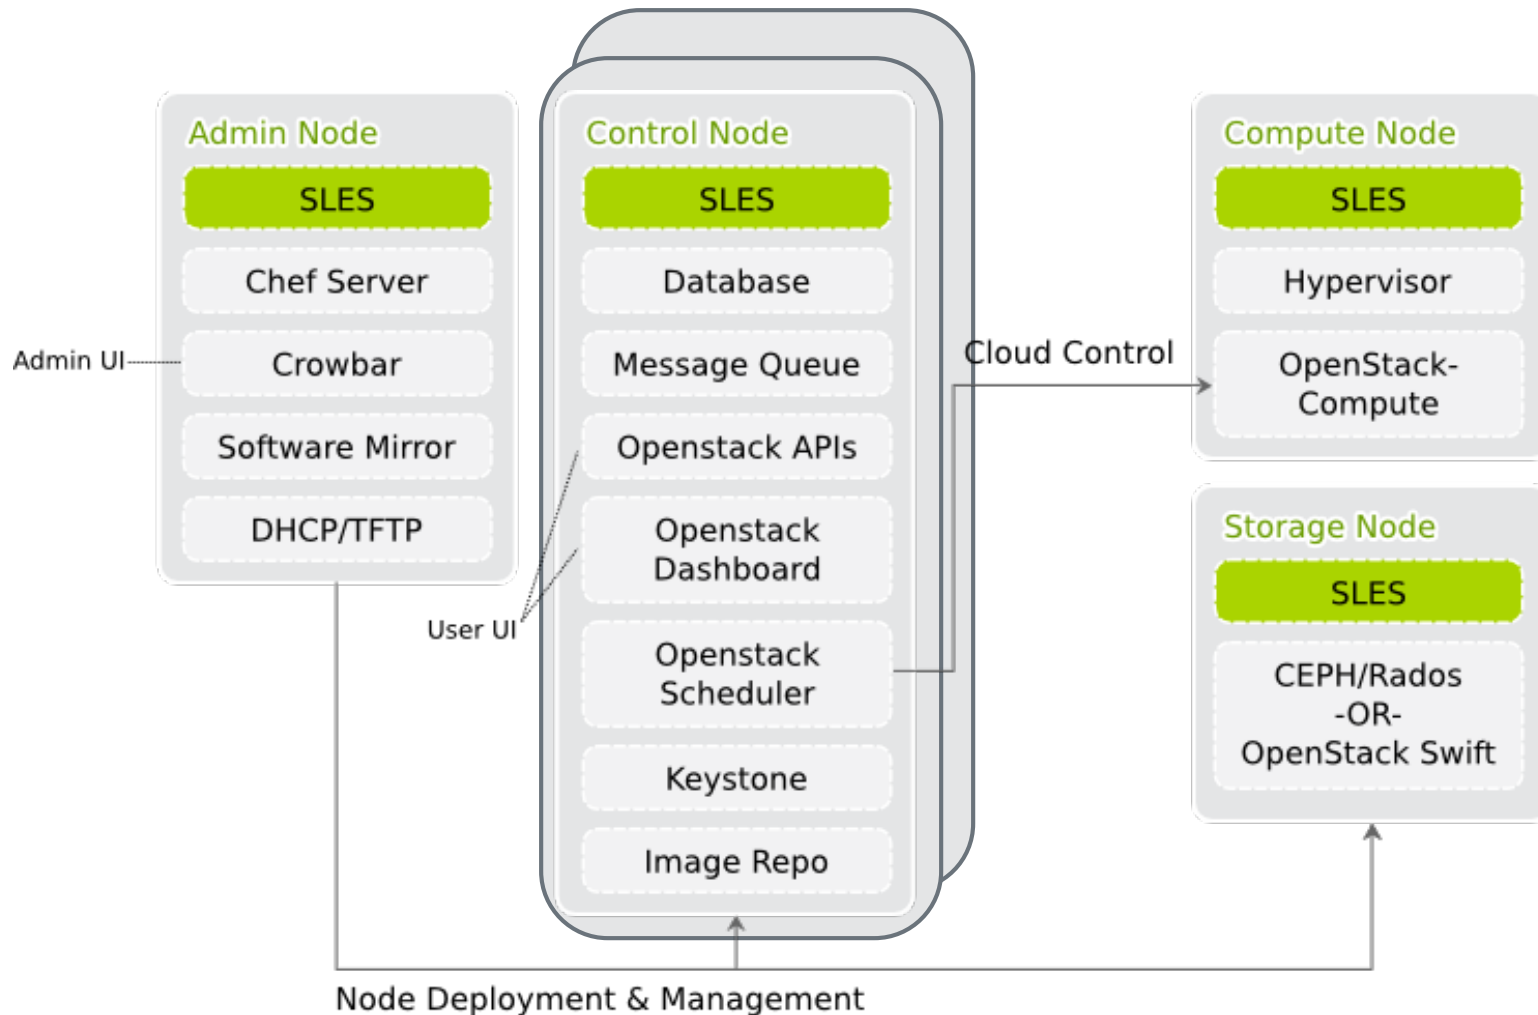 Admin Node
SLES
Chef Server
Crowbar
Software Mirror
DHCP/TFTP
Admin UI
Control Node
SLES
Database
Message Queue
Openstack APIs
Openstack
Dashboard
Openstack
Scheduler
Keystone
Image Repo
User UI
Cloud Control
Compute Node
SLES
Hypervisor
OpenStack-
Compute
Storage Node
SLES
CEPH/Rados
-OR-
OpenStack Swift
Node Deployment & Management